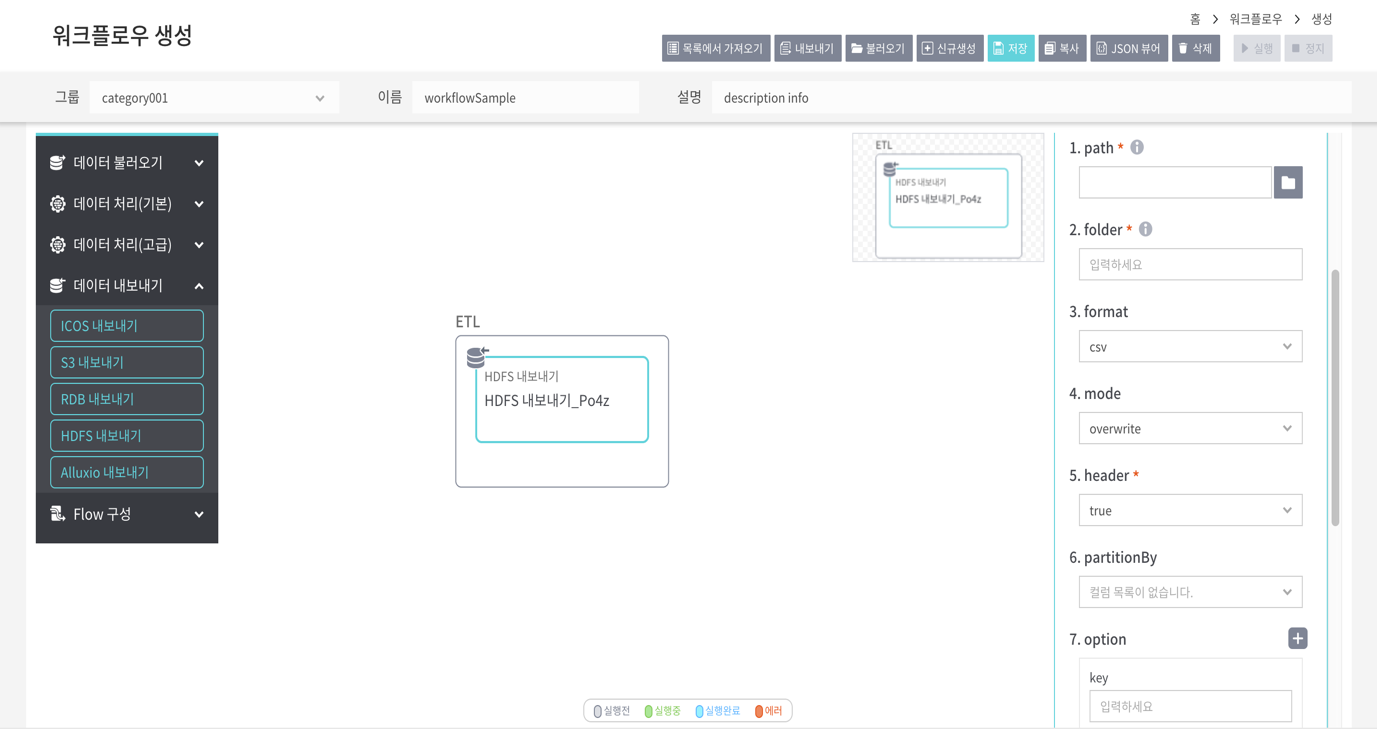 워크플로우 생성
홈 > 워크플로우 > 생성
목록에서 가져오기 내보내기 불러오기 신규생성 저장 복사 JSON 뷰어 삭제 실행 정지
그룹 category001 이름 workflowSample 설명 description info
데이터 불러오기
데이터 처리(기본)
데이터 처리(고급)
데이터 내보내기
ICOS 내보내기
S3 내보내기
RDB 내보내기
HDFS 내보내기
Alluxio 내보내기
Flow 구성
ETL
HDFS 내보내기
HDFS 내보내기_Po4z
ETL
HDFS 내보내기
HDFS 내보내기_Po4z
실행전 실행중 실행완료 에러
1. path *
2. folder *
입력하세요
3. format
csv
4. mode
overwrite
5. header *
true
6. partitionBy
컬럼 목록이 없습니다.
7. option
key
입력하세요